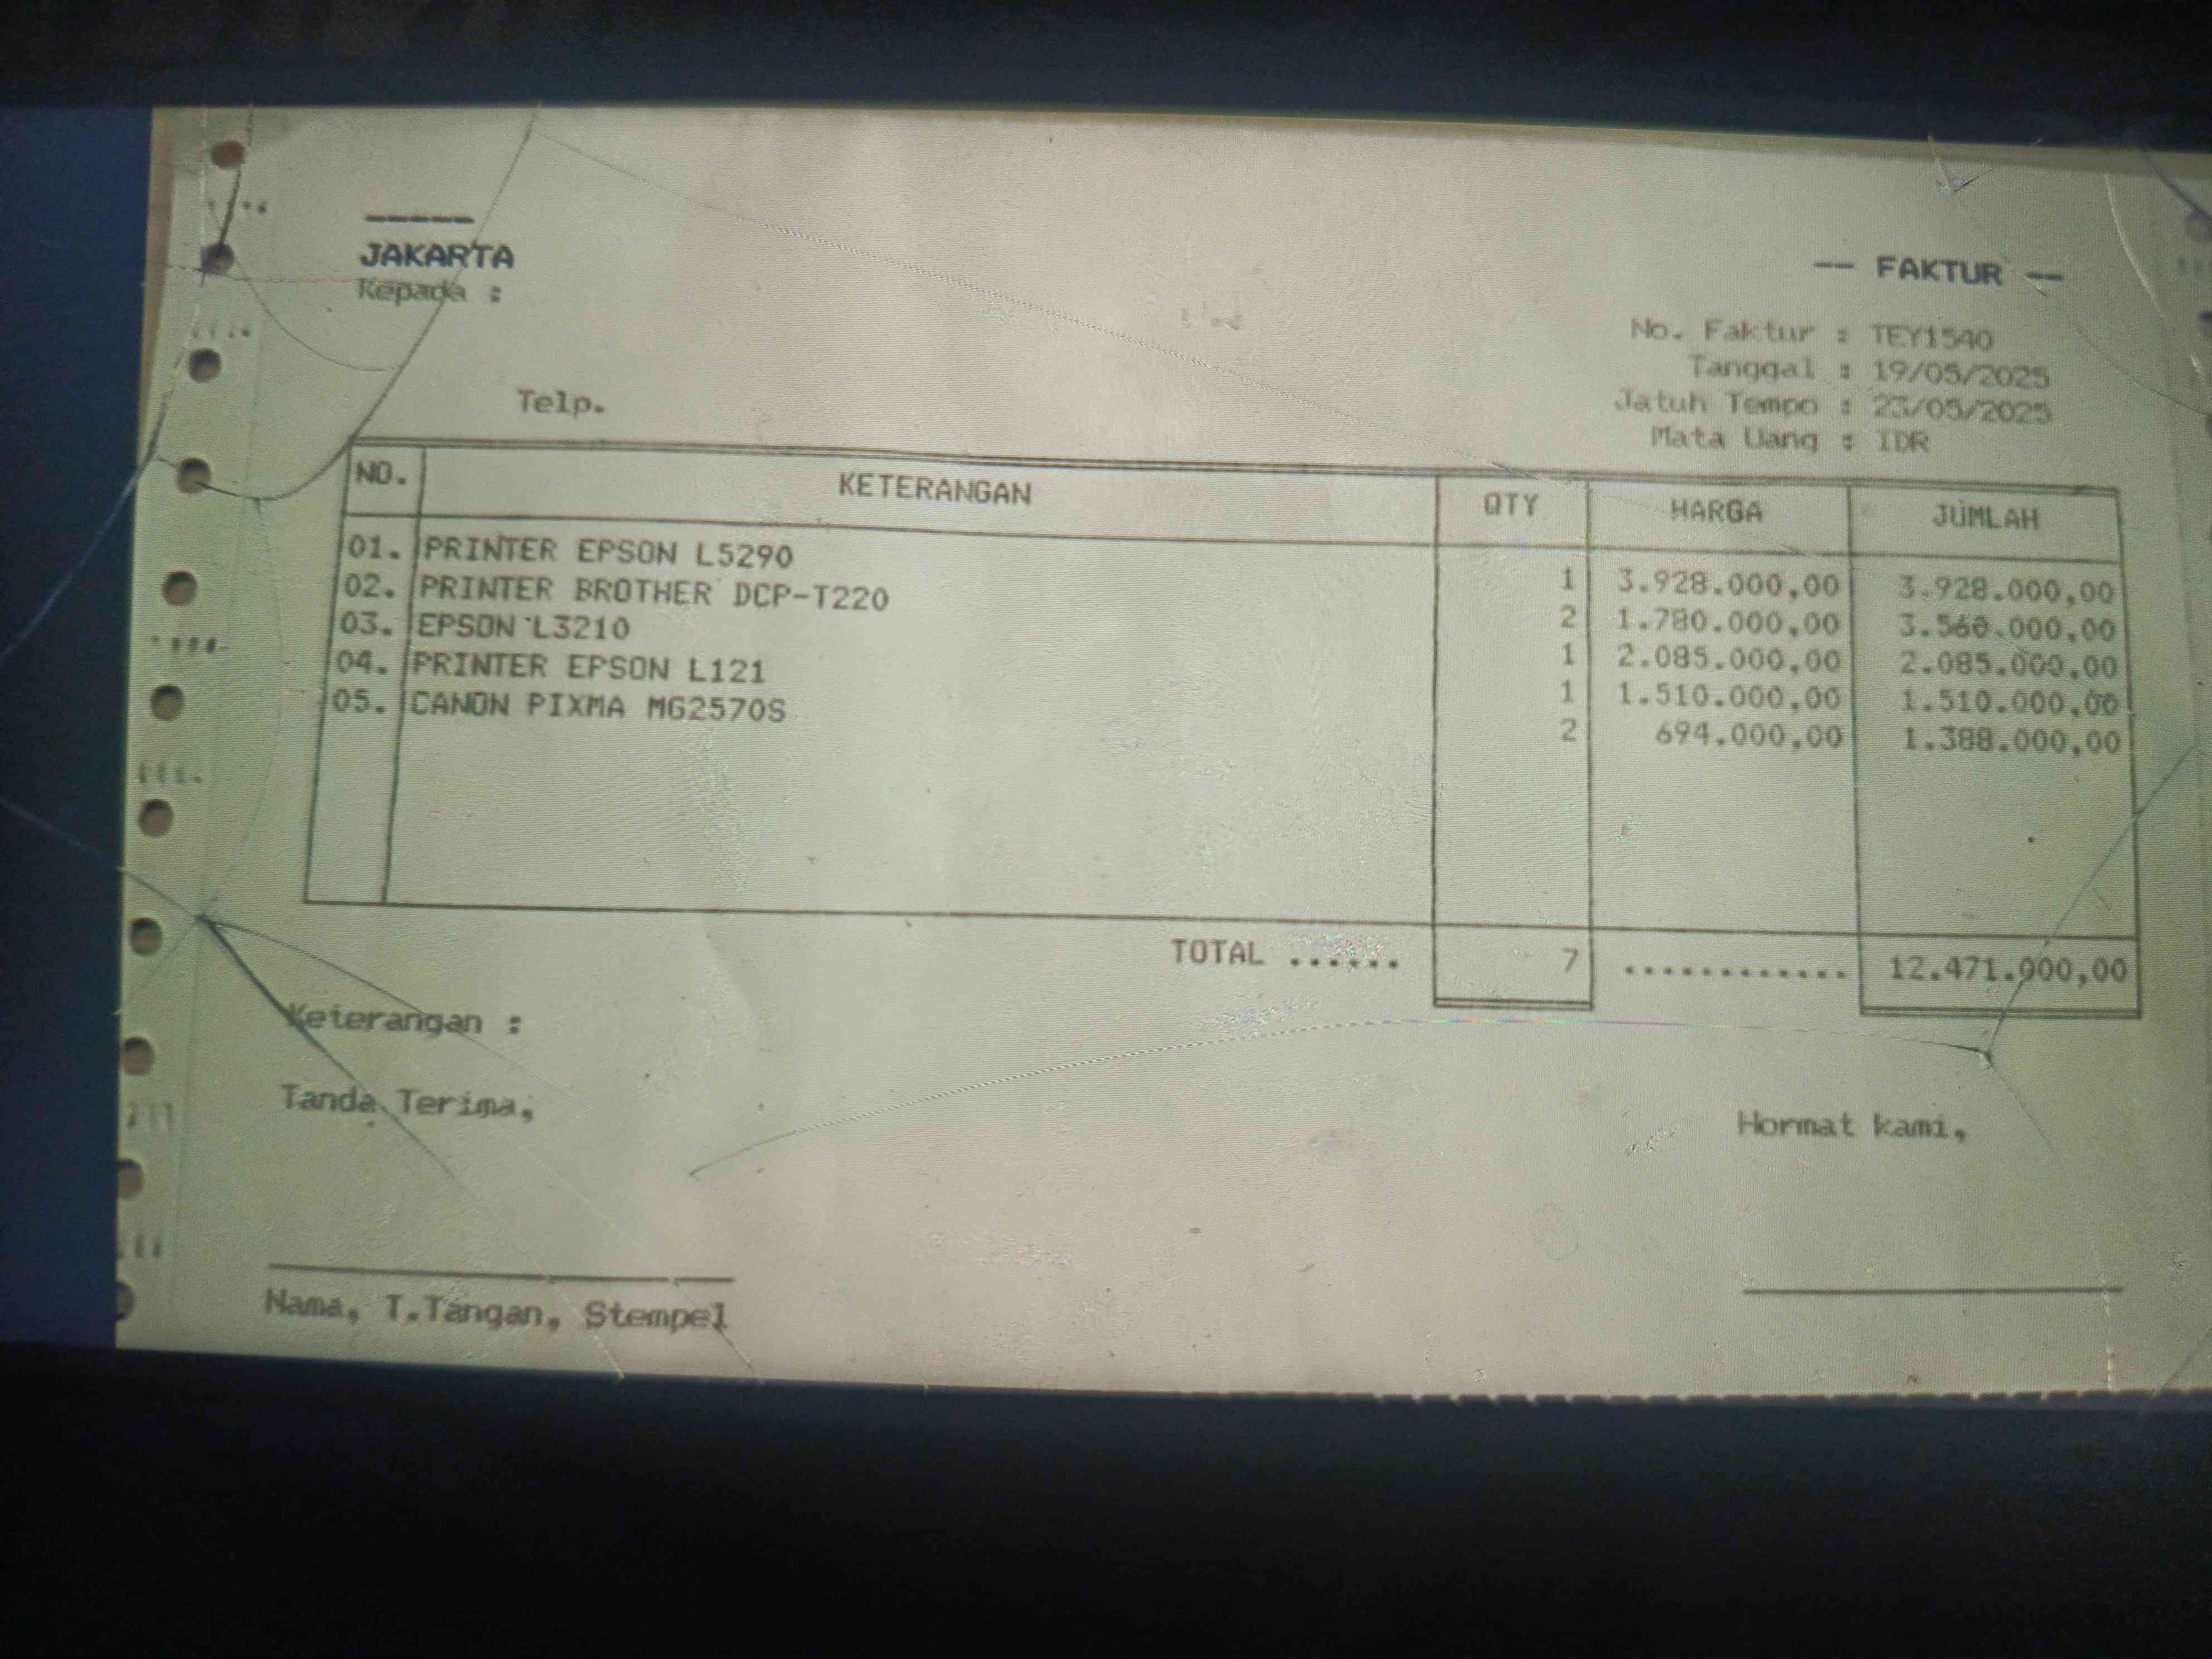 -----
JAKARTA
Kepada :
Telp.
-- FAKTUR --
No. Faktur : TEY1540
Tanggal : 19/05/2025
Jatuh Tempo : 23/05/2025
Mata Uang : IDR
NO. KETERANGAN QTY HARGA JUMLAH
01. PRINTER EPSON L5290 1 3.928.000,00 3.928.000,00
02. PRINTER BROTHER DCP-T220 2 1.780.000,00 3.560.000,00
03. EPSON L3210 1 2.085.000,00 2.085.000,00
04. PRINTER EPSON L121 1 1.510.000,00 1.510.000,00
05. CANON PIXMA MG2570S 2 694.000,00 1.388.000,00
TOTAL ...... 7 ............ 12.471.000,00
Keterangan :
Tanda Terima,
Hormat kami,
Nama, T.Tangan, Stempel